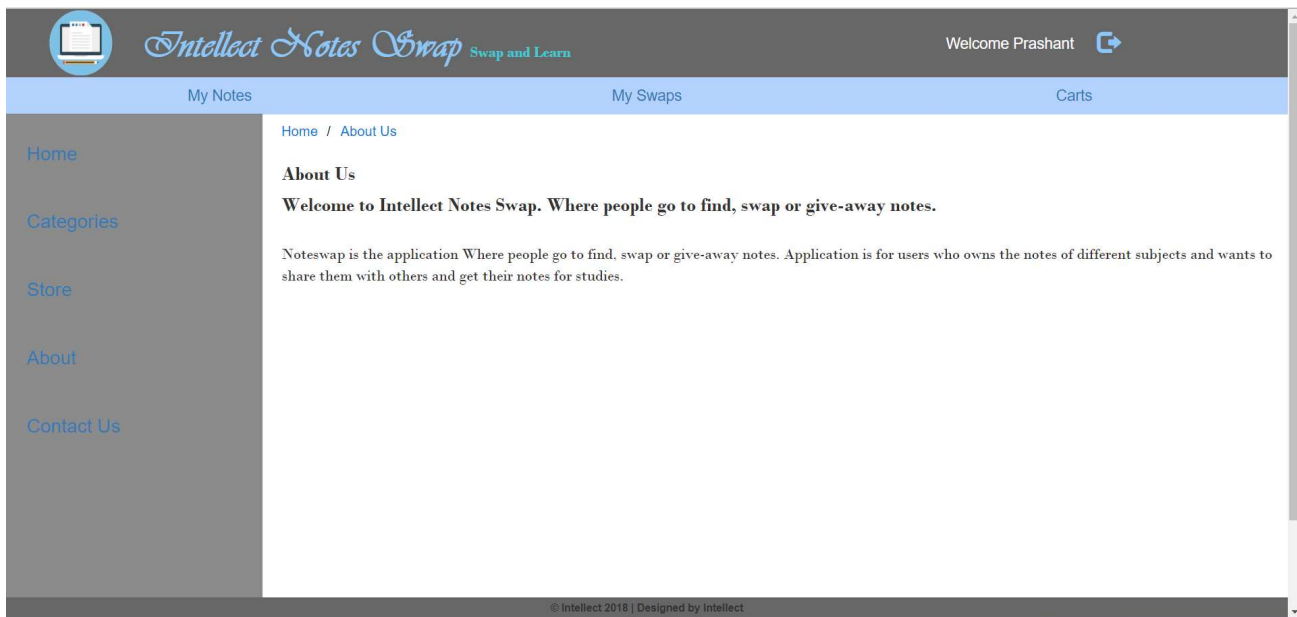 Intellect Notes Swap Swap and Learn
Welcome Prashant
My Notes My Swaps Carts
Home / About Us
Home
Categories
Store
About
Contact Us
About Us
Welcome to Intellect Notes Swap. Where people go to find, swap or give-away notes.
Noteswap is the application Where people go to find, swap or give-away notes. Application is for users who owns the notes of different subjects and wants to
share them with others and get their notes for studies.
© Intellect 2018 | Designed by Intellect